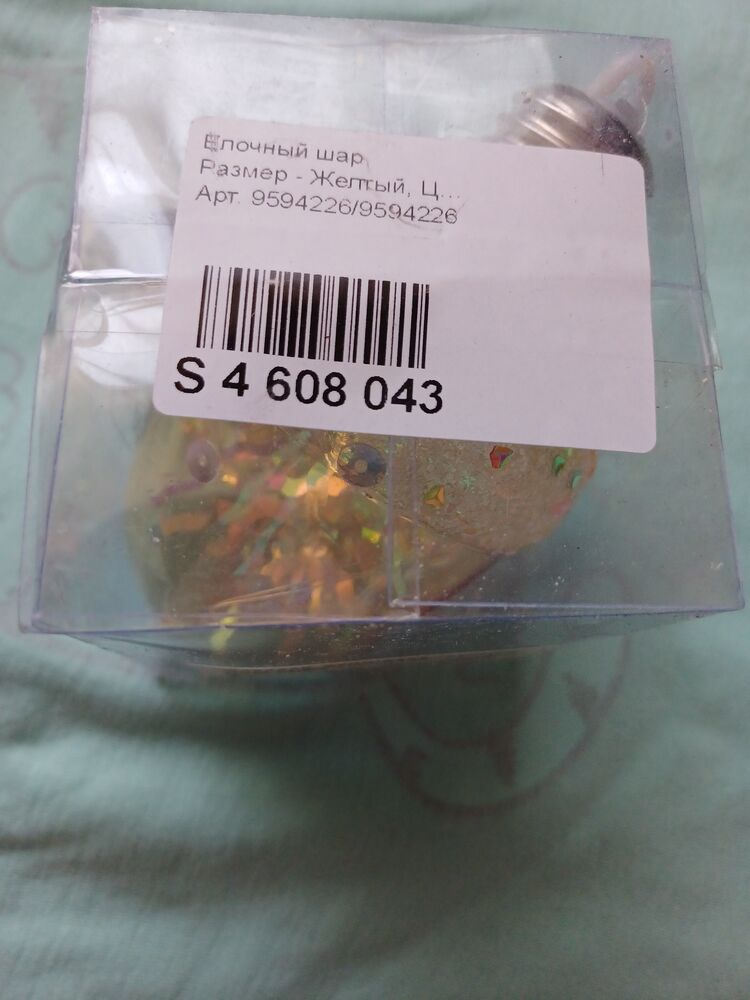 Ёлочный шар
Размер - Желтый, Ц...
Арт. 9594226/9594226
S 4 608 043